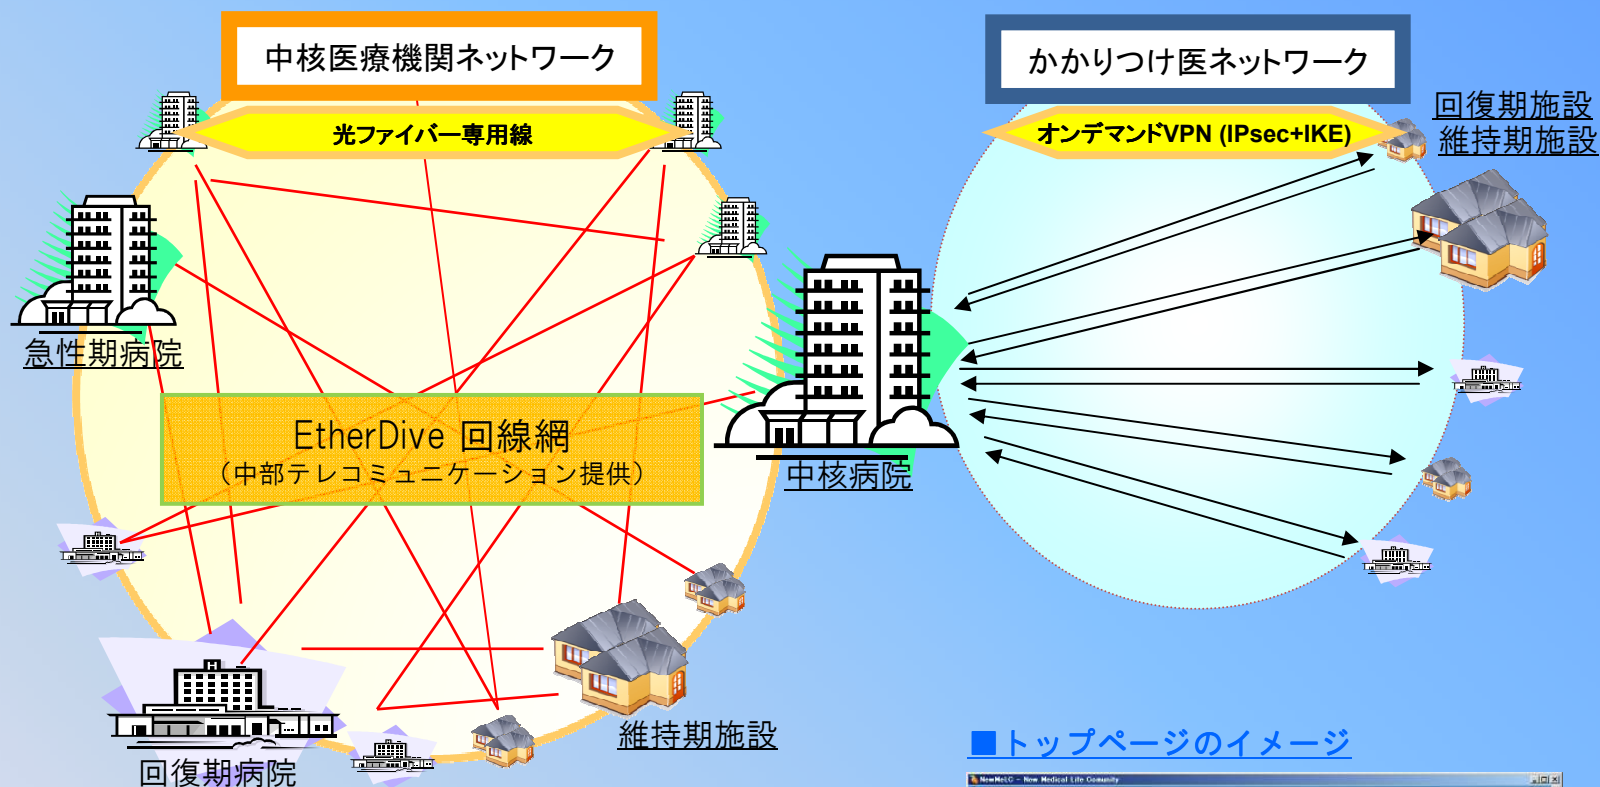 中核医療機関ネットワーク
光ファイバー専用線
急性期病院
EtherDive 回線網
（中部テレコミュニケーション提供）
回復期病院
維持期施設
中核病院
かかりつけ医ネットワーク
オンデマンドVPN (IPsec+IKE)
回復期施設
維持期施設
■トップページのイメージ
NewMeLC - New Medical Life Comunity